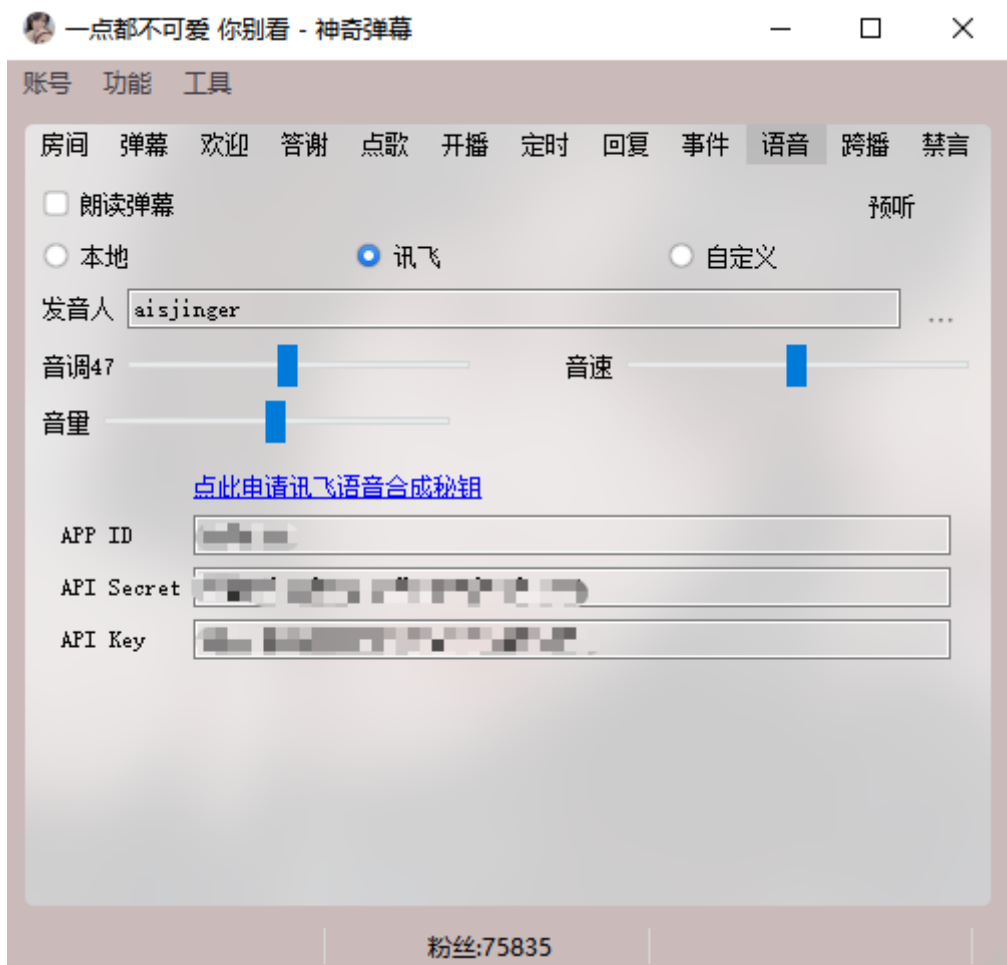 一点都不可爱 你别看 - 神奇弹幕
账号 功能 工具
房间 弹幕 欢迎 答谢 点歌 开播 定时 回复 事件 语音 跨播 禁言
朗读弹幕 预听
本地 讯飞 自定义
发音人 aisjinger ...
音调47 音速
音量
点此申请讯飞语音合成秘钥
APP ID
API Secret
API Key
粉丝:75835